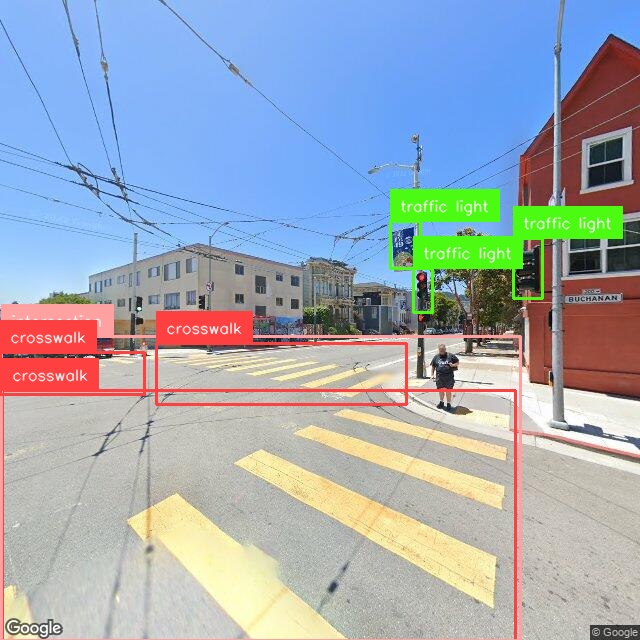 traffic light
traffic light
traffic light
BUCHANAN
crosswalk
crosswalk
crosswalk
Google
© Google